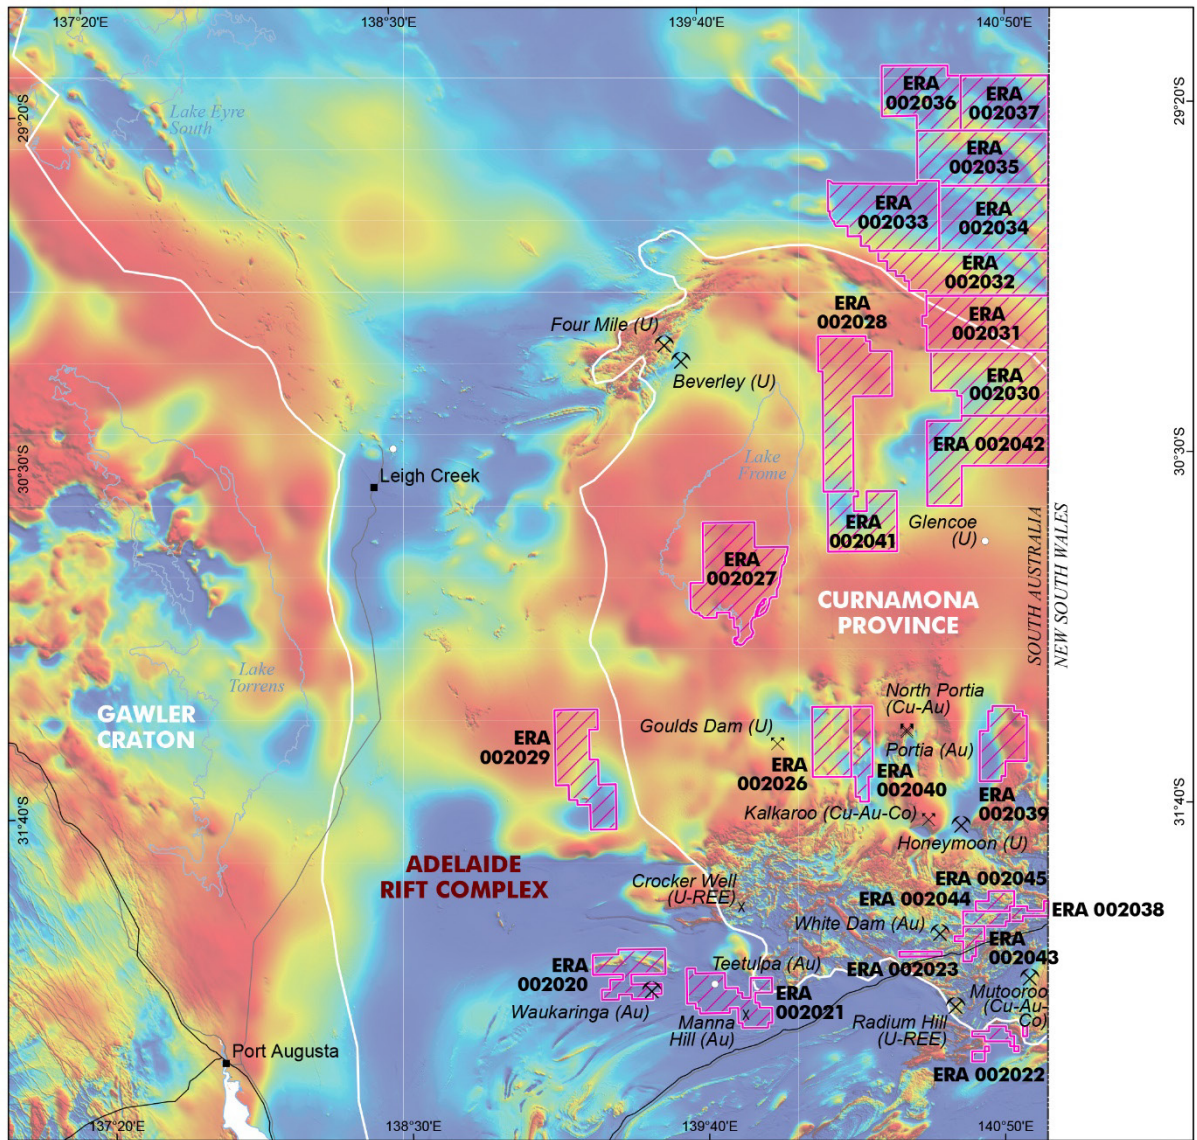 137°20'E
138°30'E
139°40'E
140°50'E
29°20'S
29°20'S
Lake Eyre
South
ERA
002036
ERA
002037
ERA
002035
ERA
002033
ERA
002034
ERA
002032
ERA
002028
ERA
002031
Four Mile (U)
Beverley (U)
ERA
002030
ERA 002042
30°30'S
30°30'S
Leigh Creek
Lake
Frome
ERA
002041
Glencoe
(U)
SOUTH AUSTRALIA
NEW SOUTH WALES
ERA
002027
CURNAMONA
PROVINCE
Lake
Torrens
GAWLER
CRATON
North Portia
(Cu-Au)
Goulds Dam (U)
Portia (Au)
ERA
002029
ERA
002026
ERA
002040
ERA
002039
31°40'S
31°40'S
Kalkaroo (Cu-Au-Co)
Honeymoon (U)
ADELAIDE
RIFT COMPLEX
Crocker Well
(U-REE)
ERA 002045
ERA 002044
ERA 002038
White Dam (Au)
ERA
002043
ERA
002020
Teetulpa (Au)
ERA 002023
Waukaringa (Au)
ERA
002021
Mutooroo
(Cu-Au-
Co)
Manna
Hill (Au)
Radium Hill
(U-REE)
Port Augusta
ERA 002022
137°20'E
138°30'E
139°40'E
140°50'E